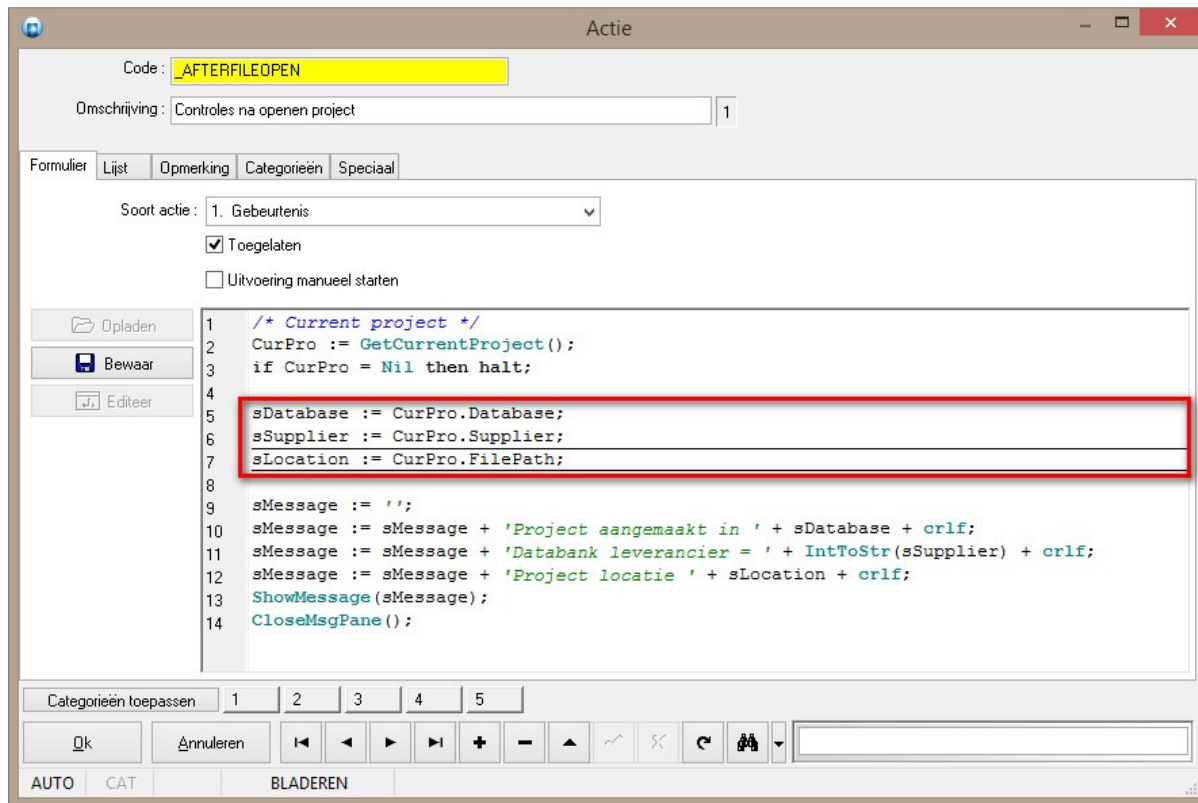 Actie
Code : _AFTERFILEOPEN
Omschrijving : Controles na openen project 1
Formulier Lijst Opmerking Categorieën Speciaal
Soort actie : 1. Gebeurtenis
Toegelaten
Uitvoering manueel starten
Opladen
Bewaar
Editeer
1 /* Current project */
2 CurPro := GetCurrentProject();
3 if CurPro = Nil then halt;
4
5 sDatabase := CurPro.Database;
6 sSupplier := CurPro.Supplier;
7 sLocation := CurPro.FilePath;
8
9 sMessage := '';
10 sMessage := sMessage + 'Project aangemaakt in ' + sDatabase + crlf;
11 sMessage := sMessage + 'Databank leverancier = ' + IntToStr(sSupplier) + crlf;
12 sMessage := sMessage + 'Project locatie ' + sLocation + crlf;
13 ShowMessage(sMessage);
14 CloseMsgPane();
Categorieën toepassen 1 2 3 4 5
Ok Annuleren
AUTO CAT BLADEREN